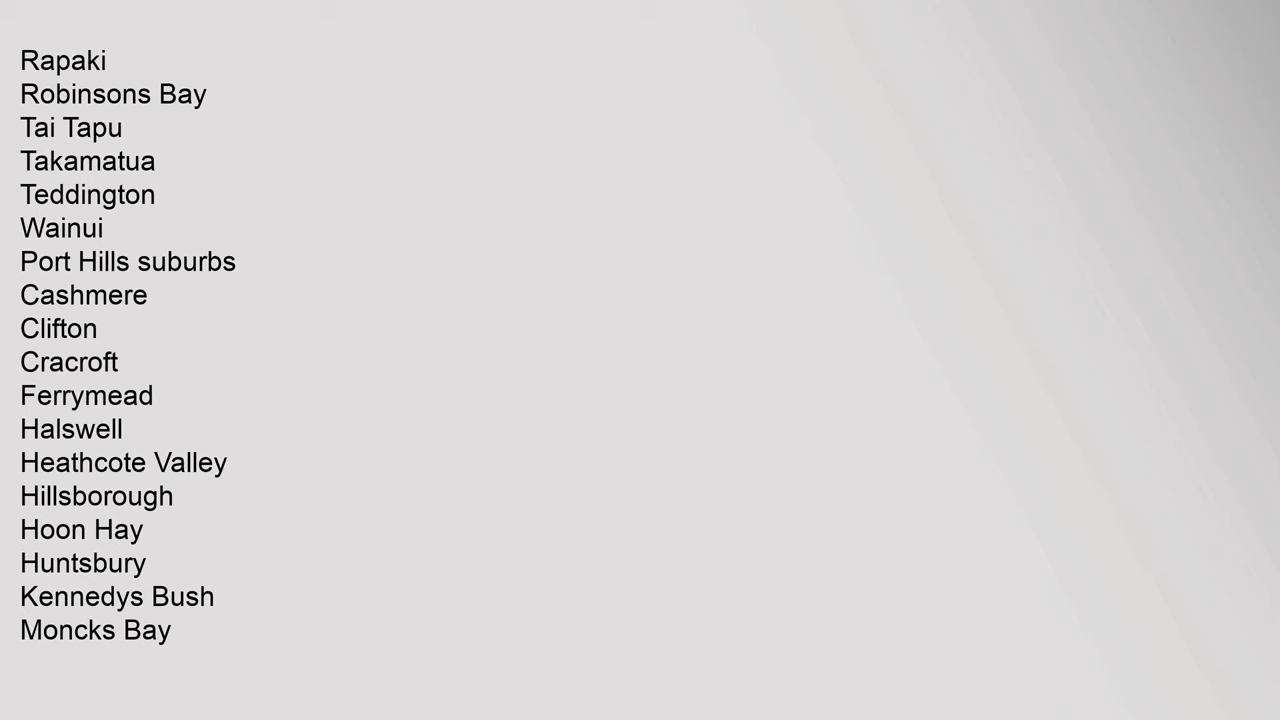 Rapaki
Robinsons Bay
Tai Tapu
Takamatua
Teddington
Wainui
Port Hills suburbs
Cashmere
Clifton
Cracroft
Ferrymead
Halswell
Heathcote Valley
Hillsborough
Hoon Hay
Huntsbury
Kennedys Bush
Moncks Bay